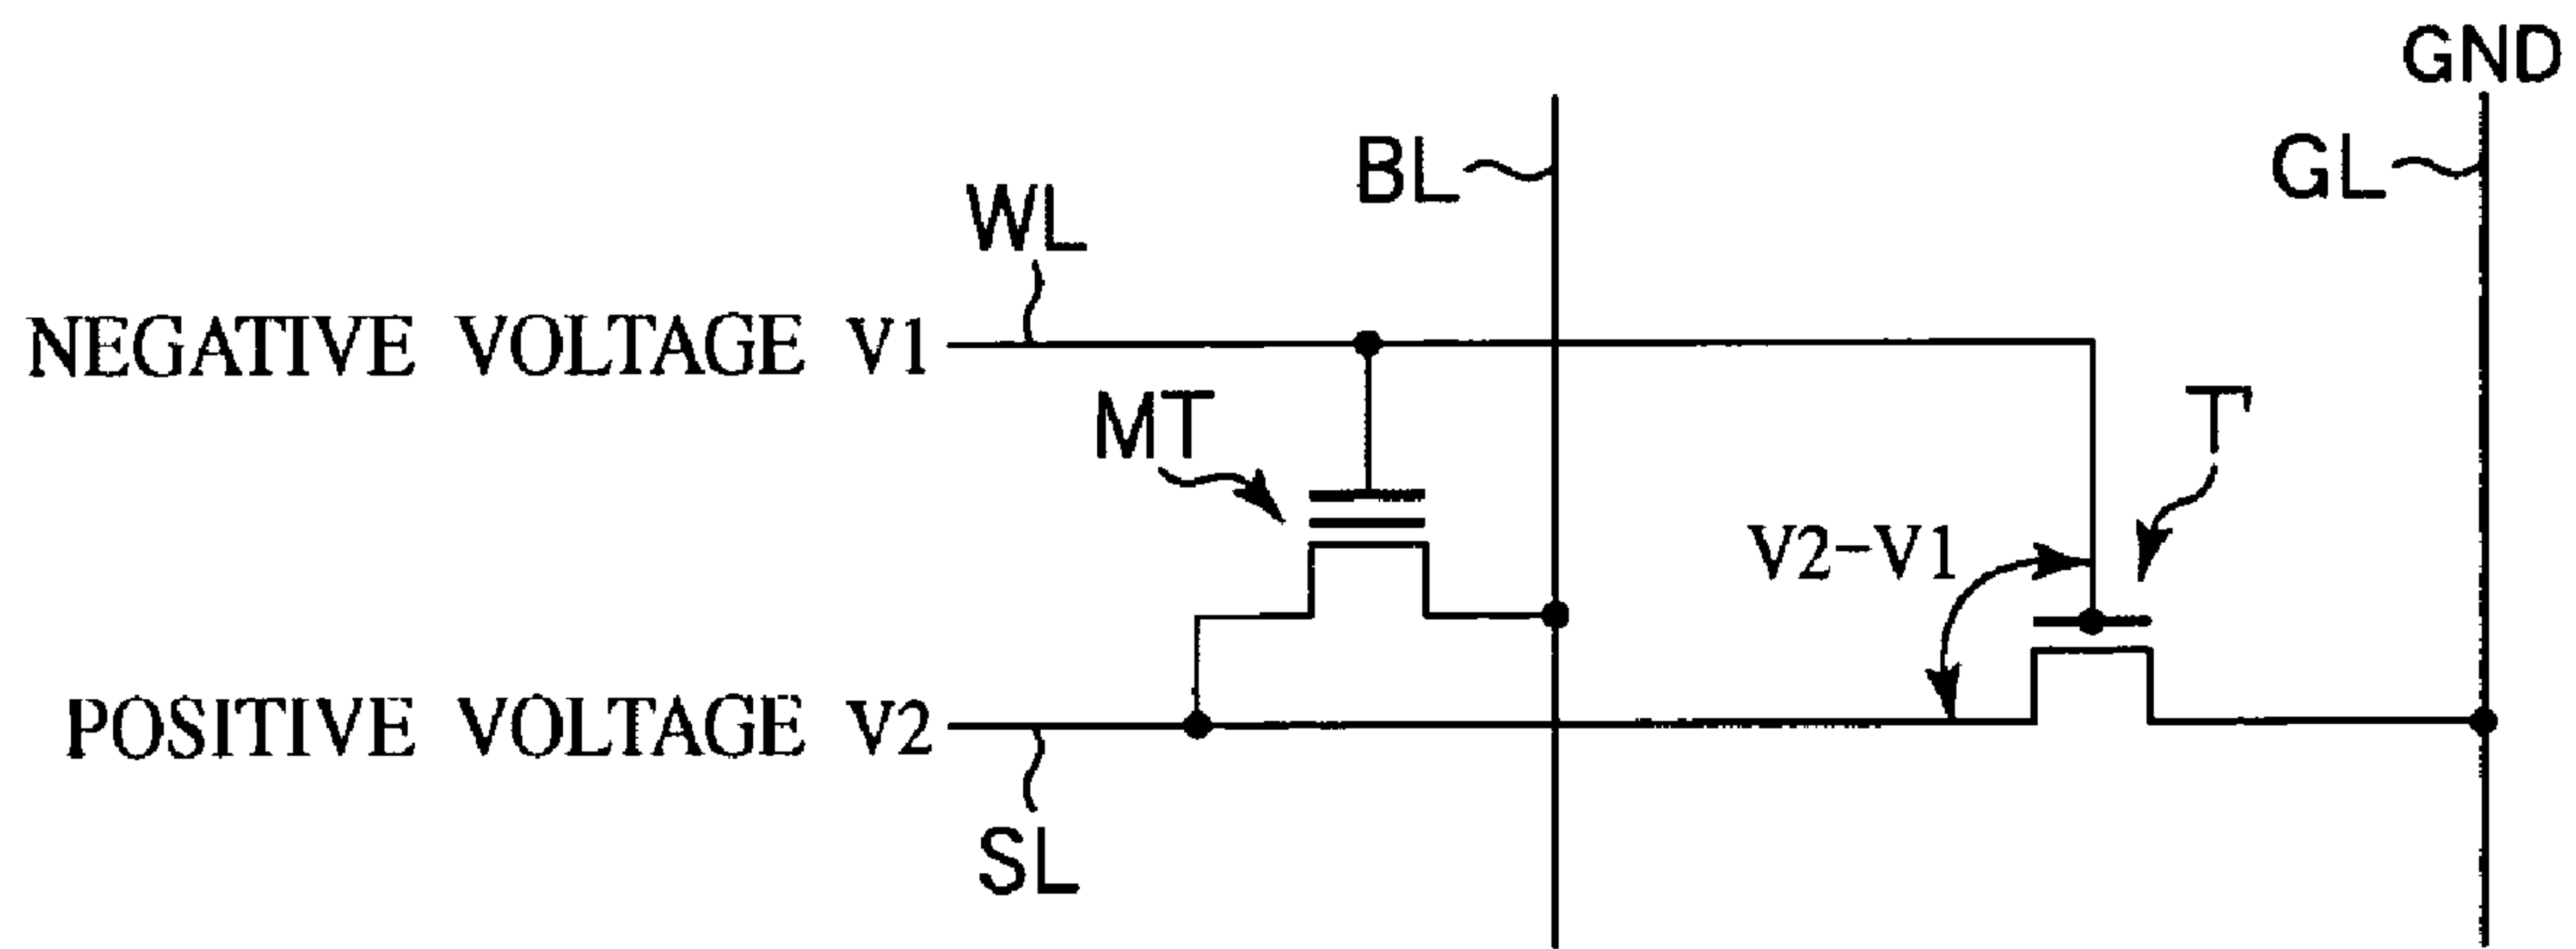 GND
BL
GL
WL
NEGATIVE VOLTAGE V1
MT
T
V2-V1
POSITIVE VOLTAGE V2
SL